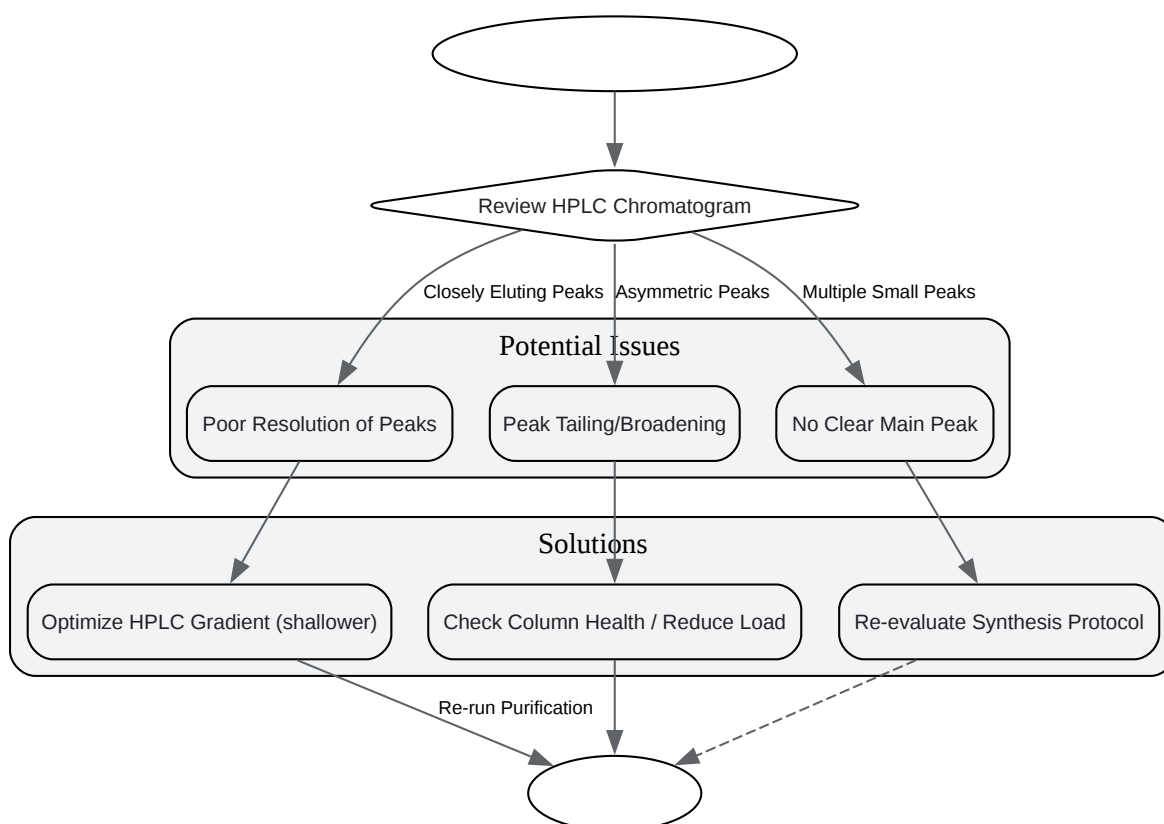 Review HPLC Chromatogram
Closely Eluting Peaks
Asymmetric Peaks
Multiple Small Peaks
Potential Issues
Poor Resolution of Peaks
Peak Tailing/Broadening
No Clear Main Peak
Solutions
Optimize HPLC Gradient (shallower)
Check Column Health / Reduce Load
Re-evaluate Synthesis Protocol
Re-run Purification